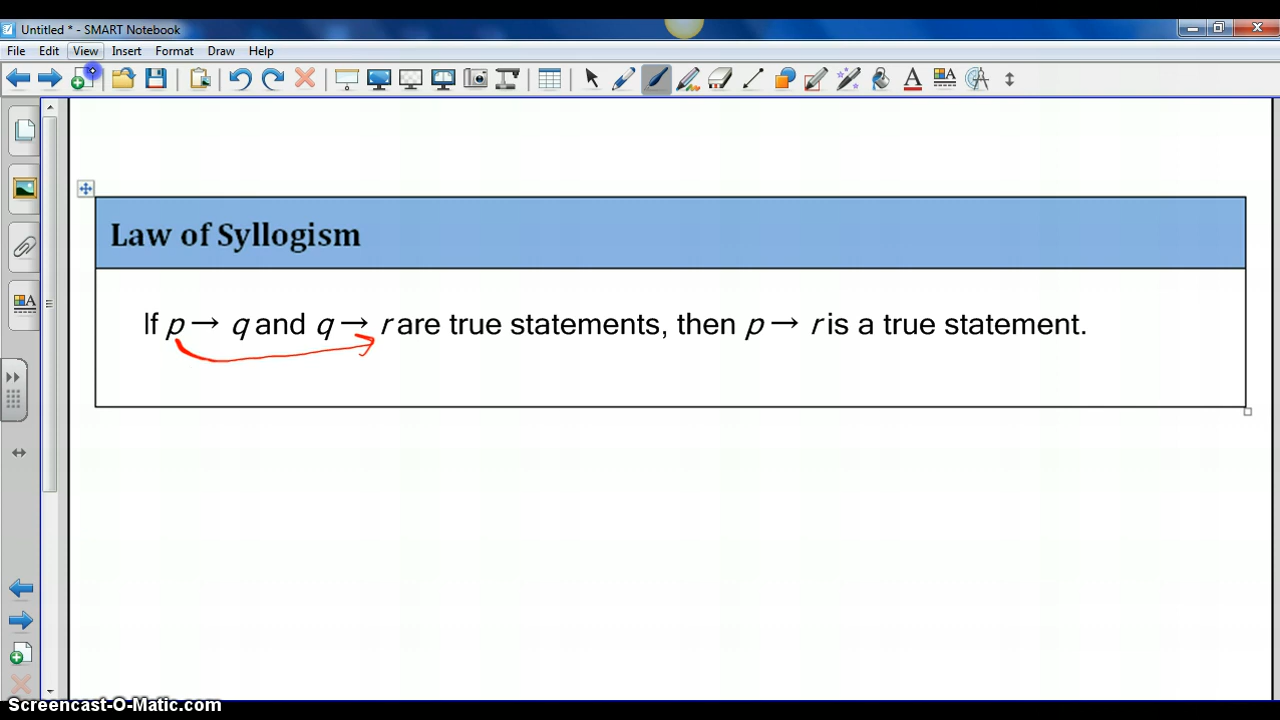 Untitled * - SMART Notebook
File Edit View Insert Format Draw Help
Law of Syllogism
If p → q and q → r are true statements, then p → r is a true statement.
Screencast-O-Matic.com